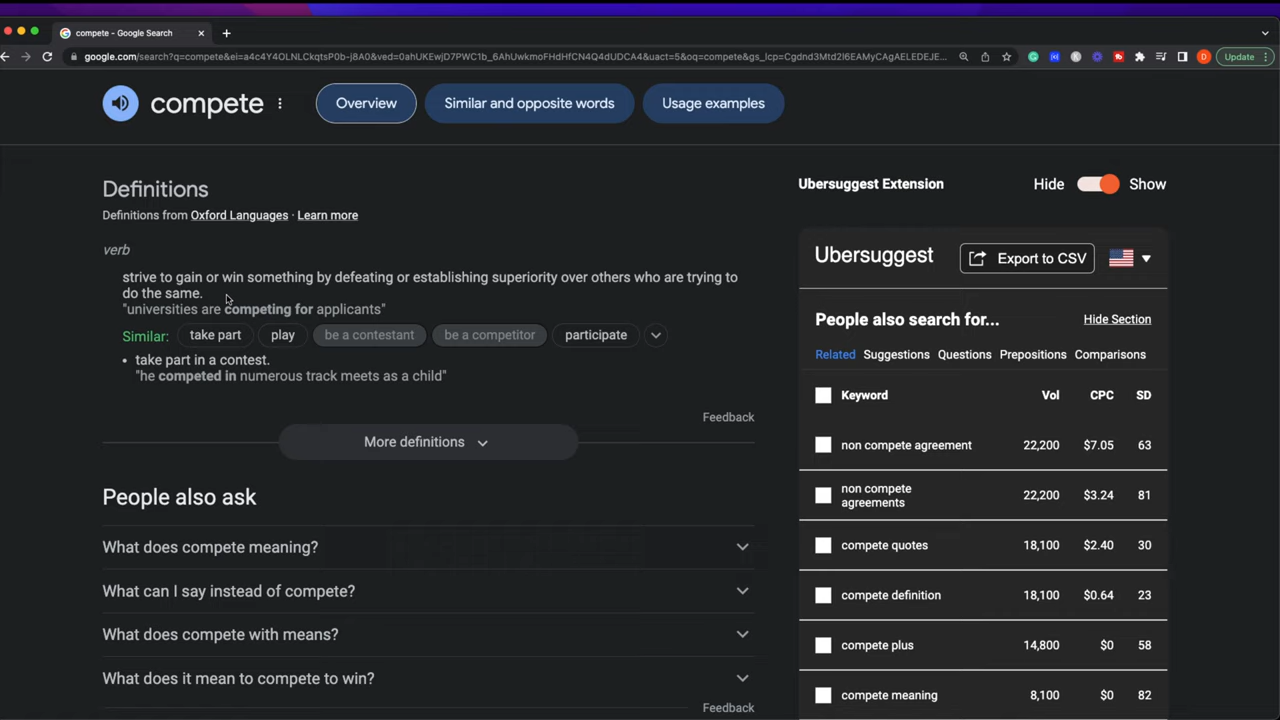 compete - Google Search
google.com/search?q=compete&ei=a4c4Y4OLNLCkqtsP0b-j8A0&ved=0ahUKEwjD7PWC1b_6AhUwkmoFHdHfCN4Q4dUDCA4&uact=5&oq=compete&gs_lcp=Cgdnd3Mtd2l6EAMyCAgAELEDEJE...
D
Update
compete
Overview
Similar and opposite words
Usage examples
Definitions
Definitions from Oxford Languages · Learn more
verb
strive to gain or win something by defeating or establishing superiority over others who are trying to
do the same.
"universities are competing for applicants"
Similar: take part play be a contestant be a competitor participate
• take part in a contest.
"he competed in numerous track meets as a child"
Feedback
More definitions
People also ask
What does compete meaning?
What can I say instead of compete?
What does compete with means?
What does it mean to compete to win?
Feedback
Ubersuggest Extension Hide Show
Ubersuggest Export to CSV
People also search for... Hide Section
Related Suggestions Questions Prepositions Comparisons
Keyword Vol CPC SD
non compete agreement 22,200 $7.05 63
non compete
agreements 22,200 $3.24 81
compete quotes 18,100 $2.40 30
compete definition 18,100 $0.64 23
compete plus 14,800 $0 58
compete meaning 8,100 $0 82